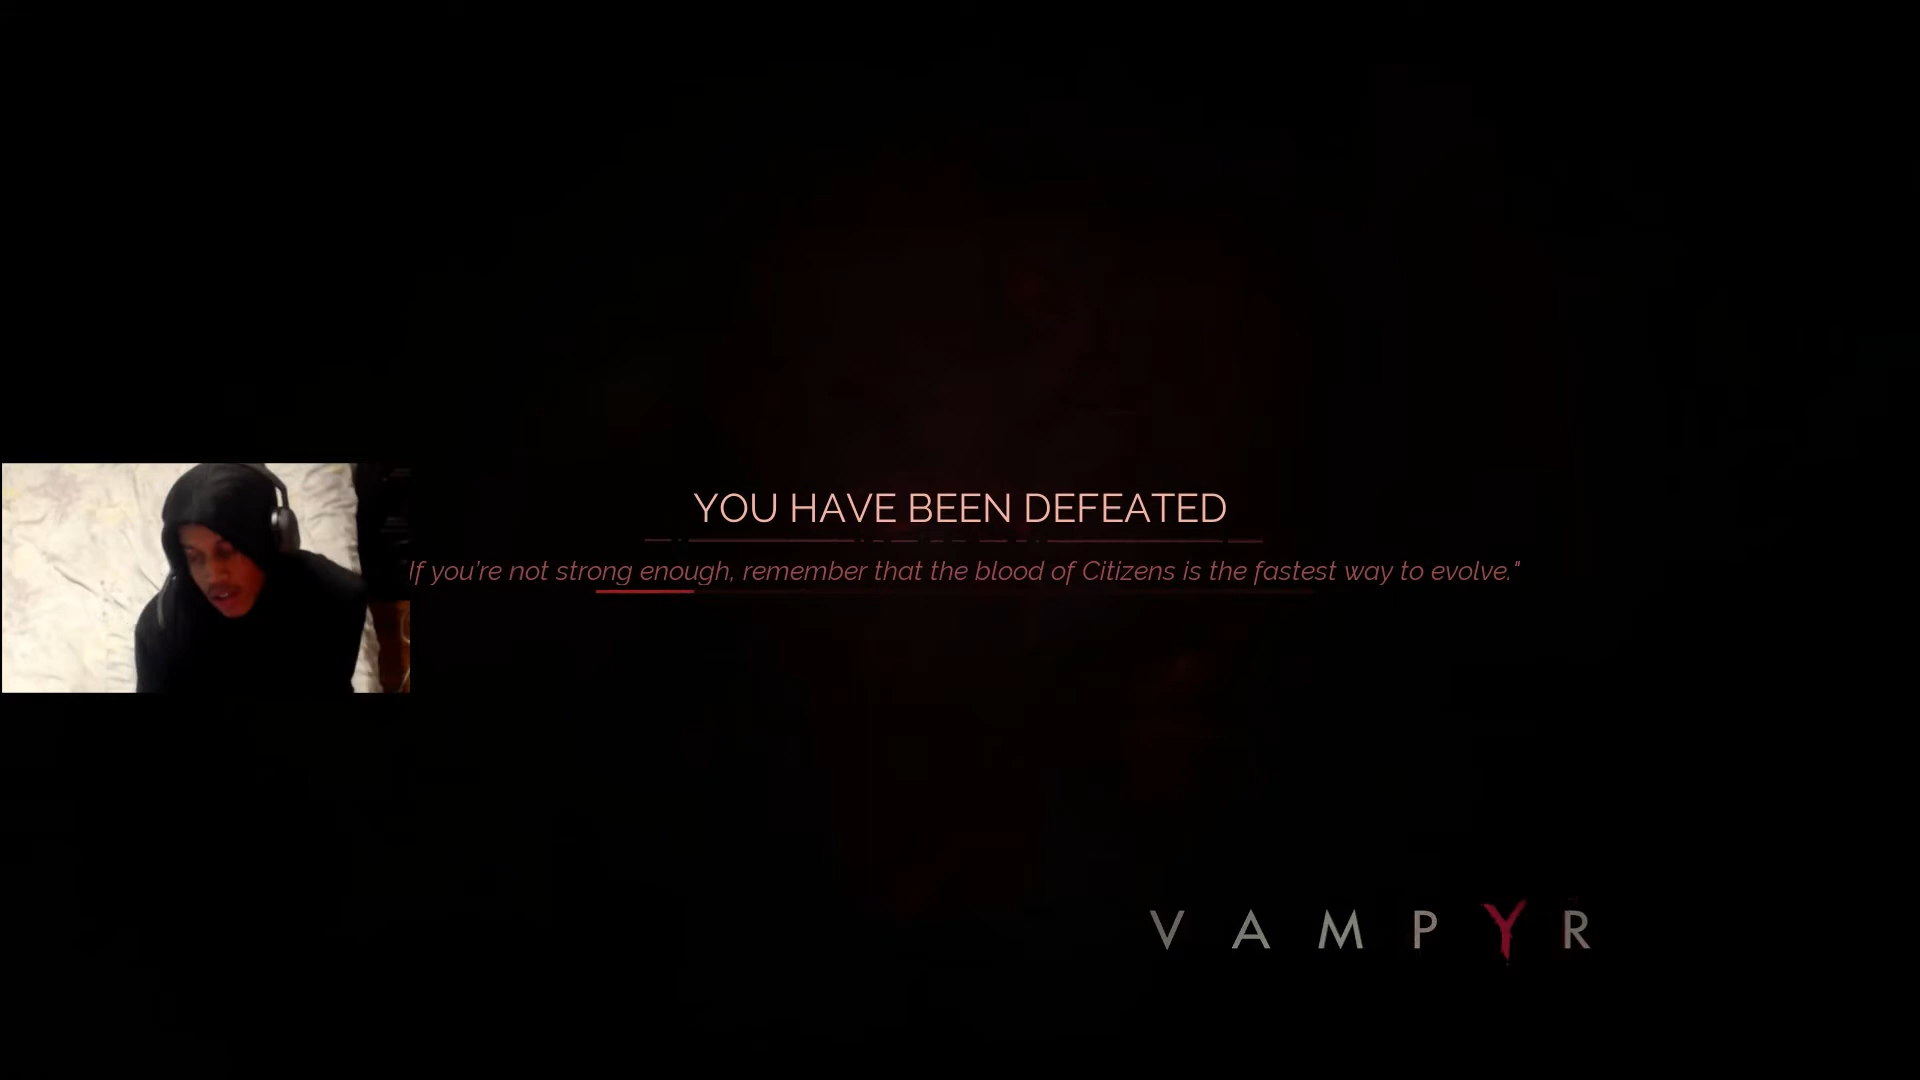 YOU HAVE BEEN DEFEATED
If you're not strong enough, remember that the blood of Citizens is the fastest way to evolve."
VAMPYR